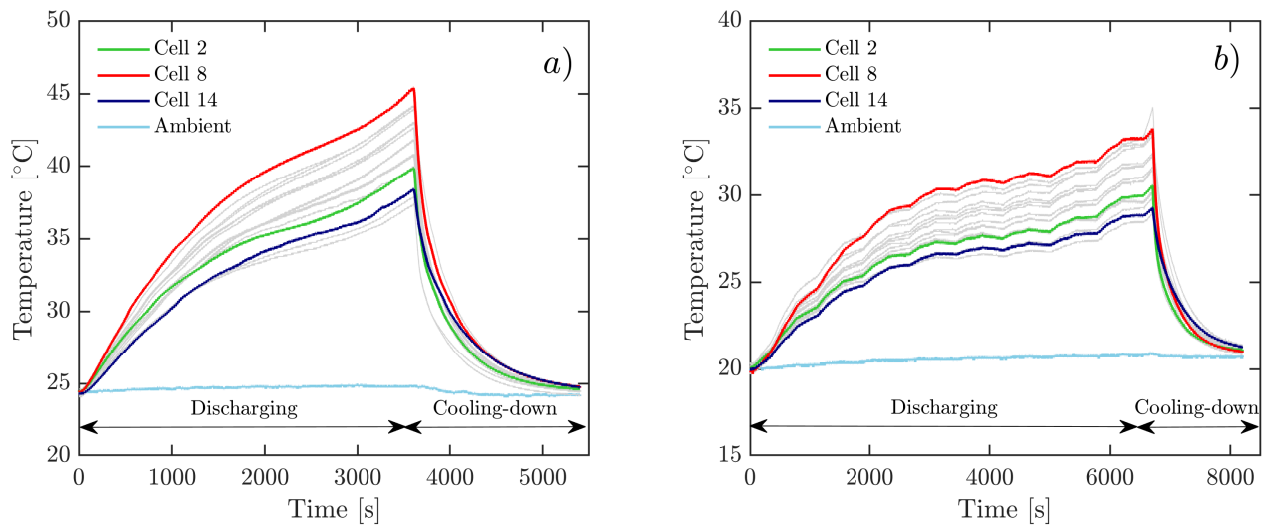 a)
Cell 2
Cell 8
Cell 14
Ambient
50
45
40
35
30
25
20
Temperature [°C]
Discharging
Cooling-down
0
1000
2000
3000
4000
5000
Time [s]
b)
Cell 2
Cell 8
Cell 14
Ambient
40
35
30
25
20
15
Temperature [°C]
Discharging
Cooling-down
0
2000
4000
6000
8000
Time [s]